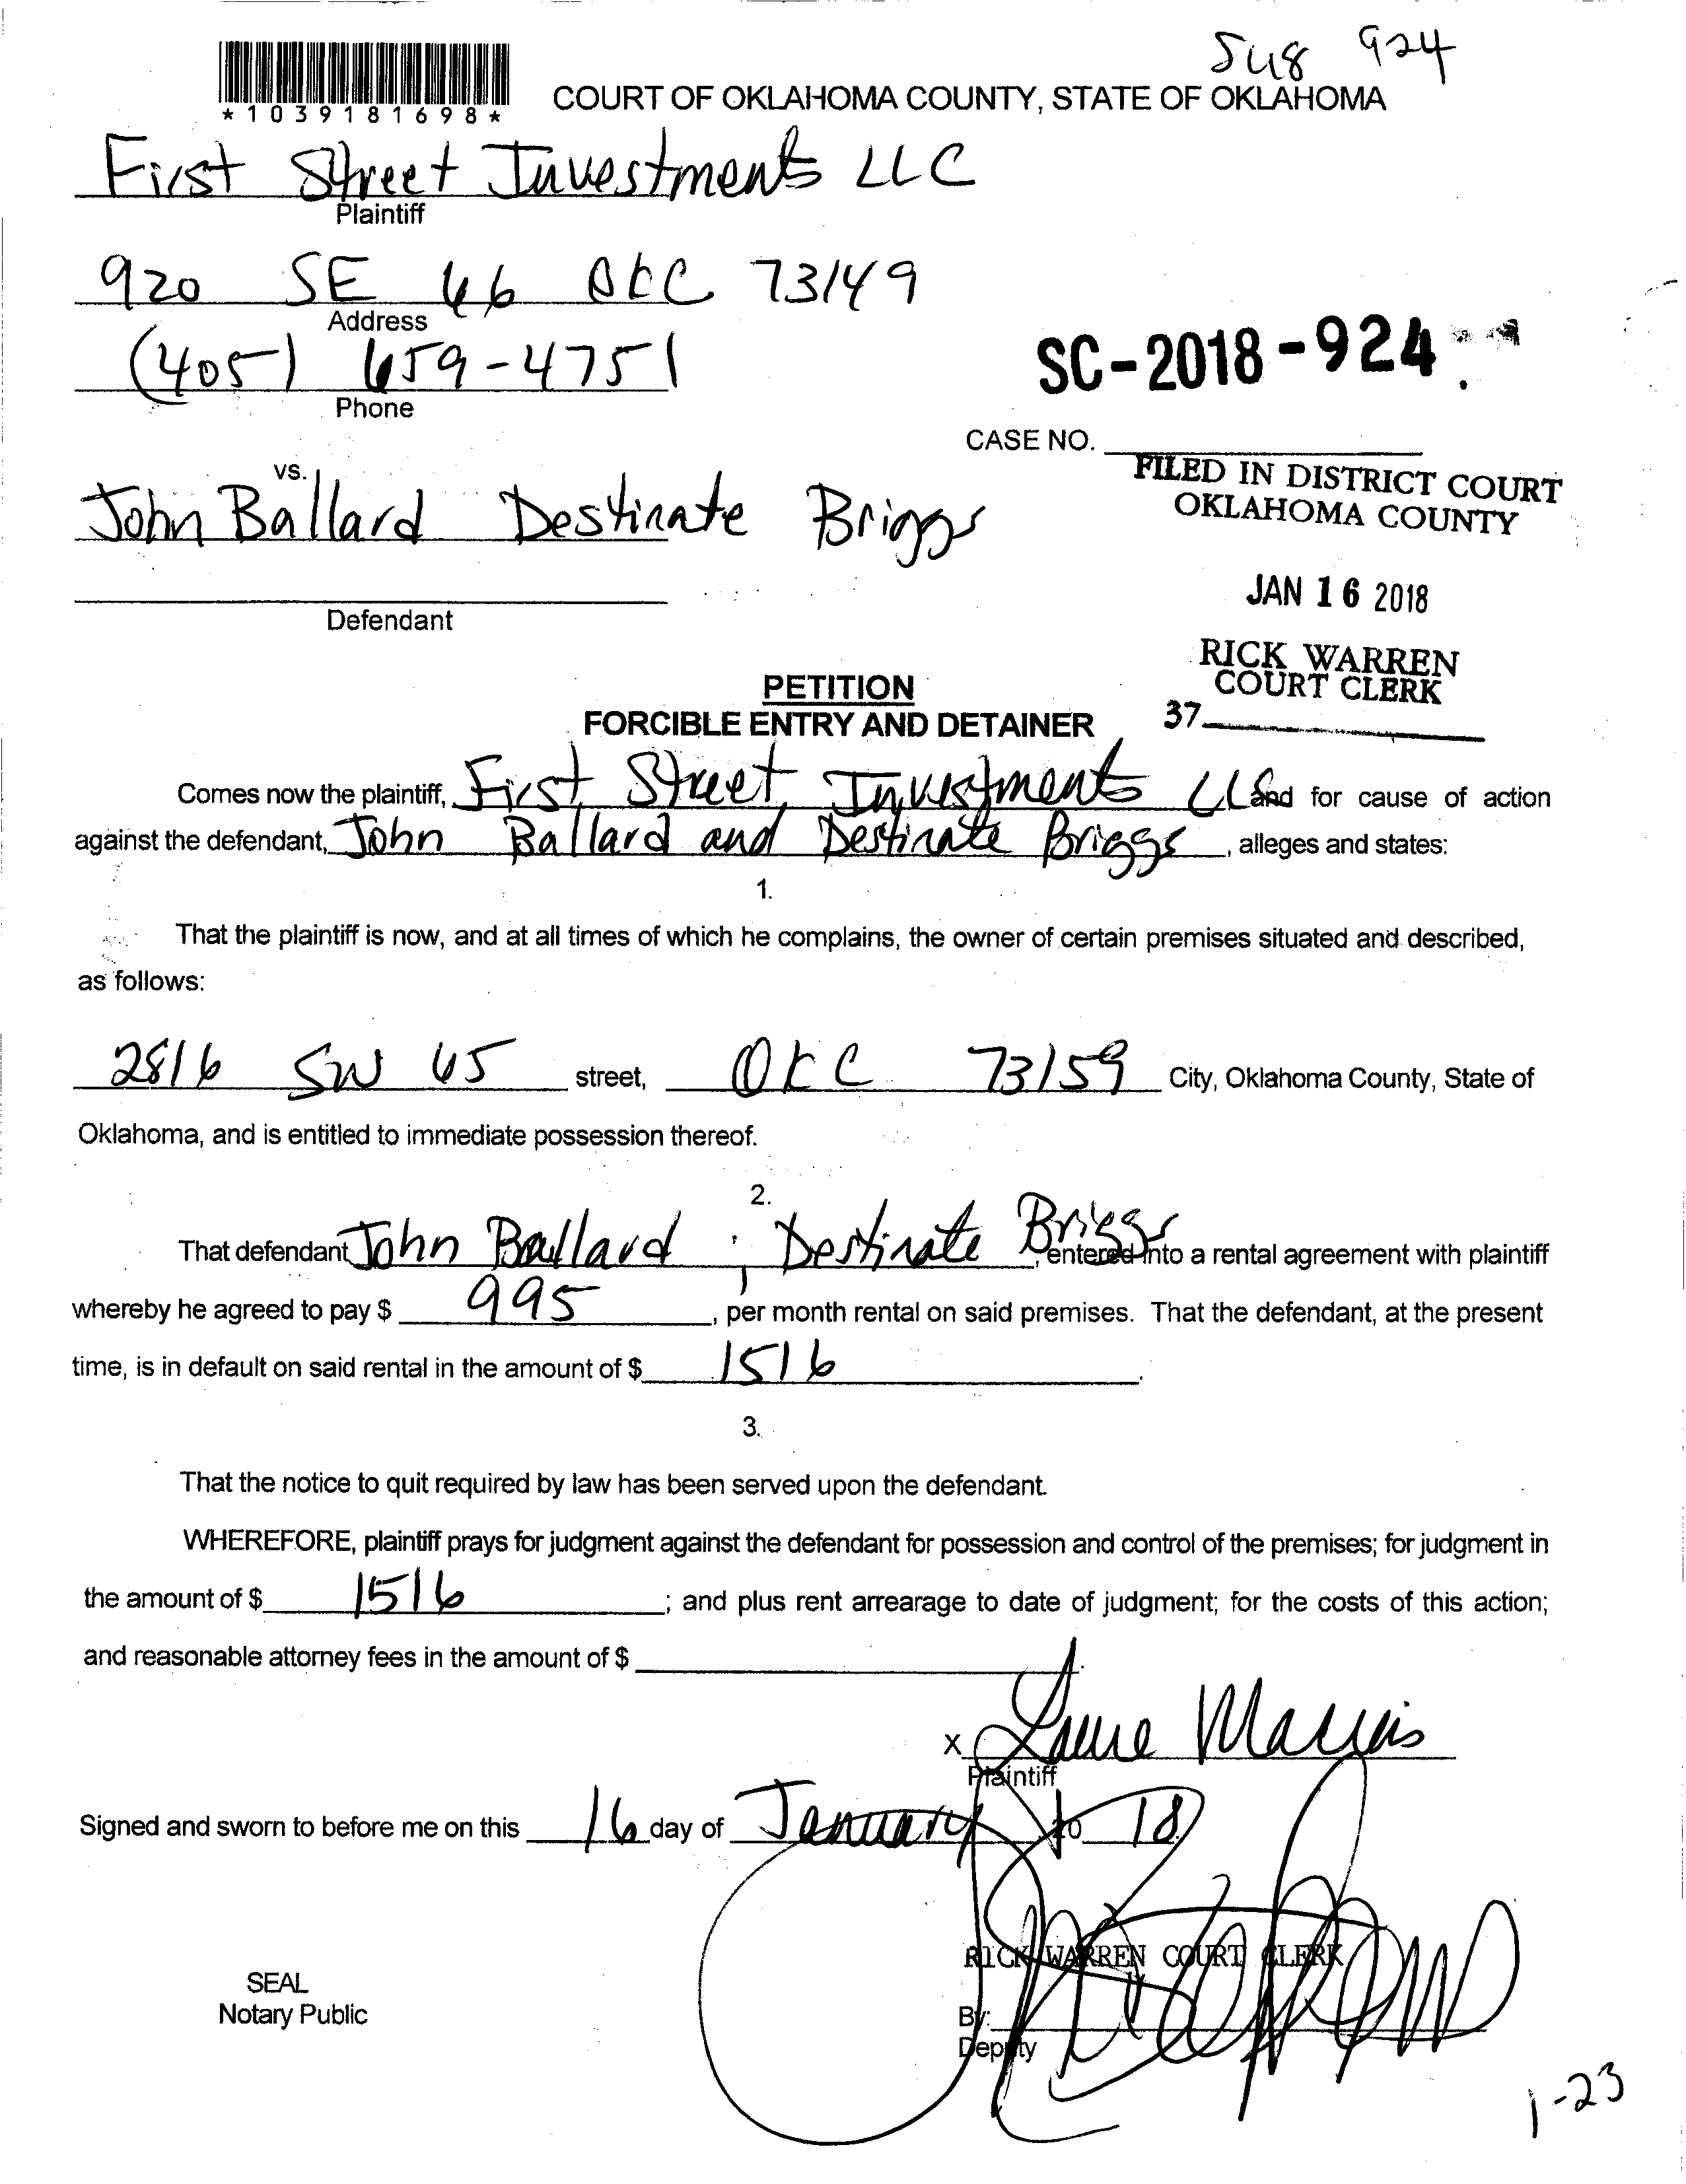 548 924
*1039181698*
COURT OF OKLAHOMA COUNTY, STATE OF OKLAHOMA
First Street Investments LLC
Plaintiff
920 SE 66 OKC 73149
Address
(405) 659-4751
Phone
SC-2018-924
CASE NO.
vs.
FILED IN DISTRICT COURT
OKLAHOMA COUNTY
John Ballard Destinate Briggs
JAN 16 2018
Defendant
RICK WARREN
COURT CLERK
37
PETITION
FORCIBLE ENTRY AND DETAINER
Comes now the plaintiff, First Street Investments LLC and for cause of action
against the defendant, John Ballard and Destinate Briggs, alleges and states:
1.
That the plaintiff is now, and at all times of which he complains, the owner of certain premises situated and described,
as follows:
2816 SW 65 street, OKC 73159 City, Oklahoma County, State of
Oklahoma, and is entitled to immediate possession thereof.
2.
That defendant John Ballard ; Destinate Briggs, entered into a rental agreement with plaintiff
whereby he agreed to pay $ 995, per month rental on said premises. That the defendant, at the present
time, is in default on said rental in the amount of $ 1516.
3.
That the notice to quit required by law has been served upon the defendant.
WHEREFORE, plaintiff prays for judgment against the defendant for possession and control of the premises; for judgment in
the amount of $ 1516; and plus rent arrearage to date of judgment; for the costs of this action;
and reasonable attorney fees in the amount of $
X
Plaintiff
Signed and sworn to before me on this 16 day of January 20 18
RICK WARREN COURT CLERK
SEAL
Notary Public
By:
Deputy
1-23